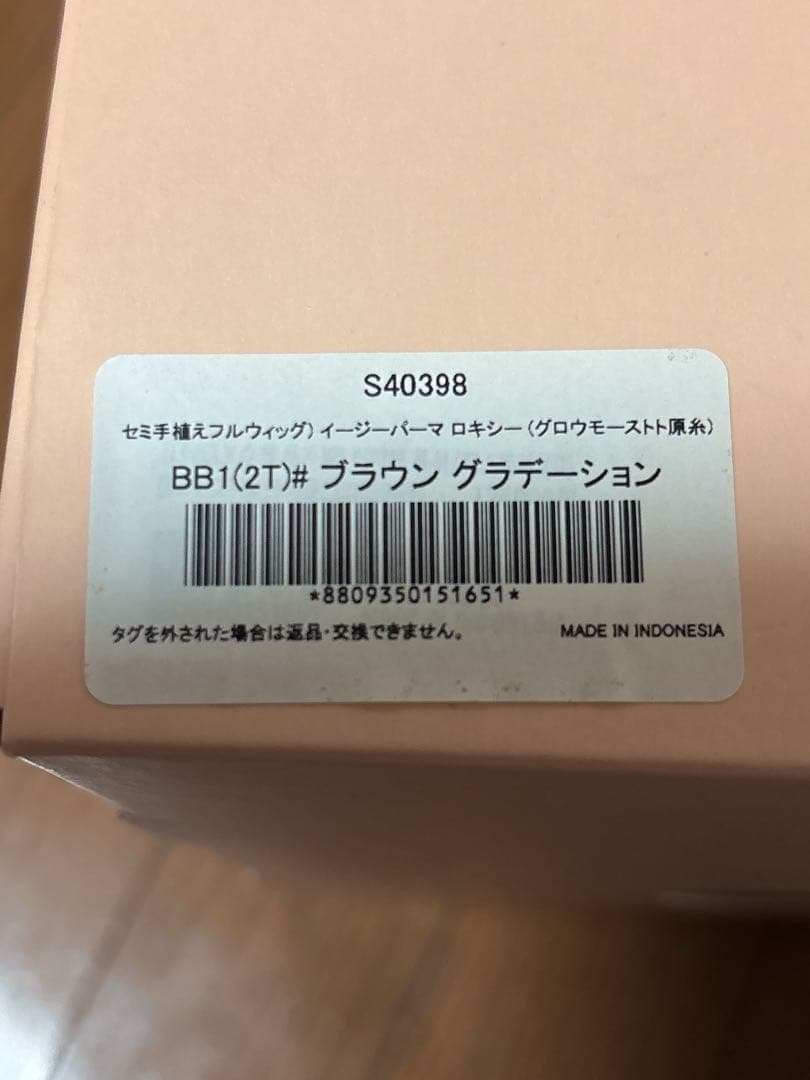 S40398
セミ手植えフルウィッグ) イージーパーマ ロキシー (グロウモーストト原糸)
BB1(2T)# ブラウン グラデーション
*8809350151651*
タグを外された場合は返品・交換できません。 MADE IN INDONESIA